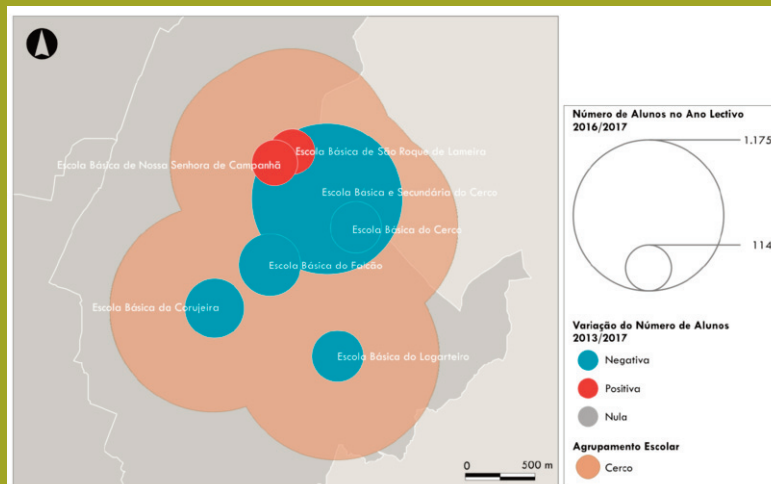 Escola Básica de São Roque da Lameira
Escola Básica de Nossa Senhora de Campanhã
Escola Básica e Secundária do Cerco
Escola Básica do Cerco
Escola Básica do Falcão
Escola Básica da Corujeira
Escola Básica do Lagarteiro
0 500 m
Número de Alunos no Ano Lectivo
2016/2017
1.175
114
Variação do Número de Alunos
2013/2017
Negativa
Positiva
Nula
Agrupamento Escolar
Cerco